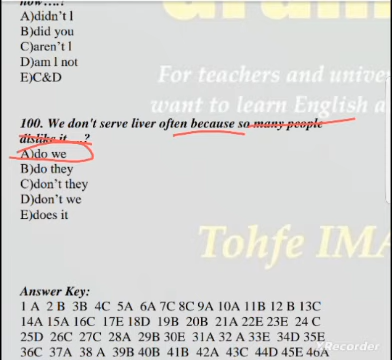 now....?
A)didn't I
B)did you
C)aren't I
D)am I not
E)C&D
For teachers and unive
want to learn English a
100. We don't serve liver often because so many people
dislike it....?
A)do we
B)do they
C)don't they
D)don't we
E)does it
Tohfe IMA
Answer Key:
1 A 2 B 3B 4C 5A 6A 7C 8C 9A 10A 11B 12 B 13C
14A 15A 16C 17E 18D 19B 20B 21A 22E 23E 24 C
25D 26C 27C 28A 29B 30E 31A 32 A 33E 34D 35E
36C 37A 38 A 39B 40B 41B 42A 43C 44D 45E 46A
Recorder